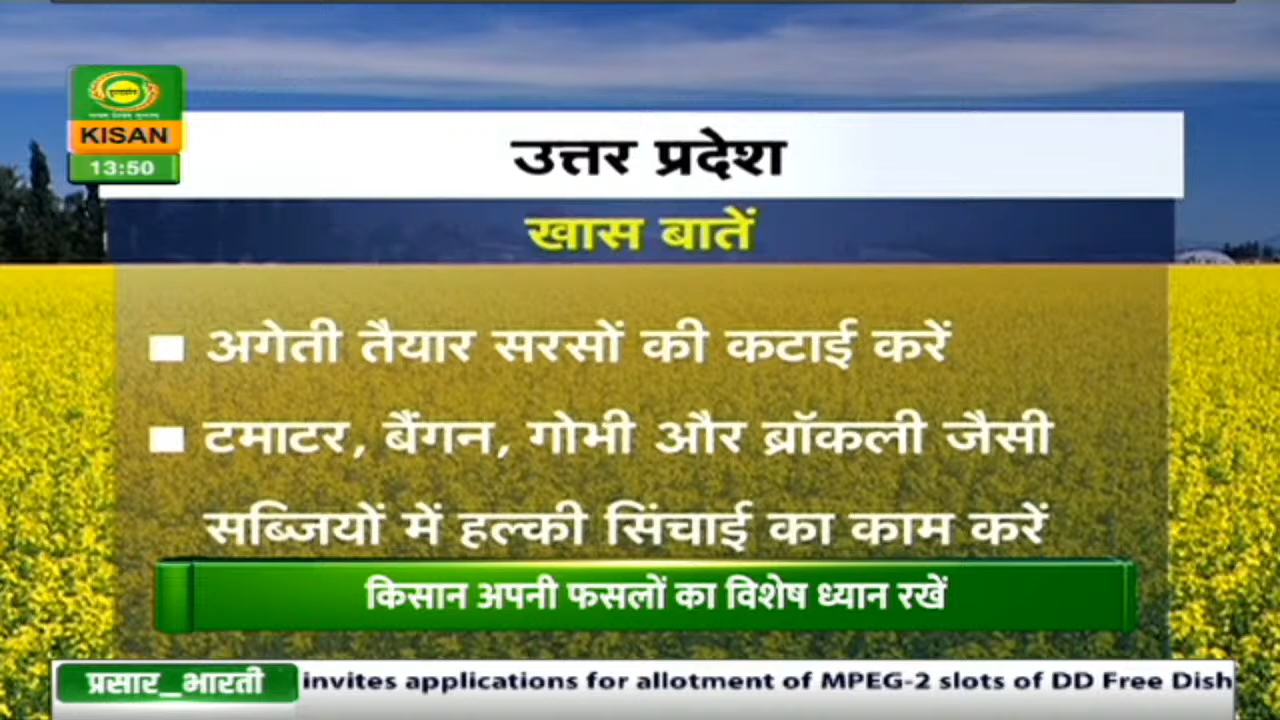 KISAN
13:50
उत्तर प्रदेश
खास बातें
अगेती तैयार सरसों की कटाई करें
टमाटर, बैंगन, गोभी और ब्रॉकली जैसी
सब्जियों में हल्की सिंचाई का काम करें
किसान अपनी फसलों का विशेष ध्यान रखें
प्रसार_भारती invites applications for allotment of MPEG-2 slots of DD Free Dish